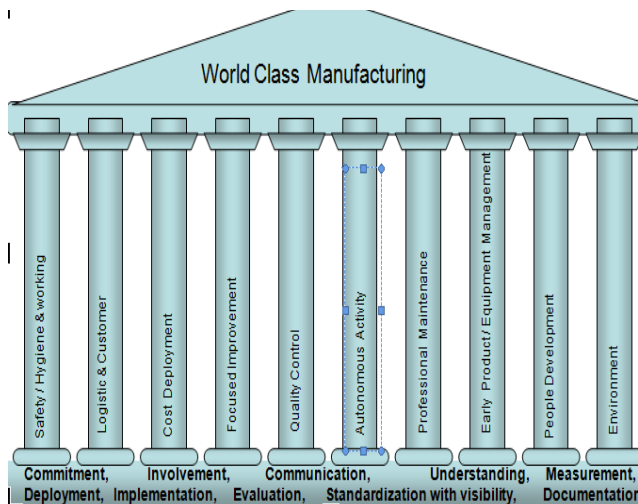 World Class Manufacturing
Safety / Hygiene & working
Logistic & Customer
Cost Deployment
Focused Improvement
Quality Control
Autonomous Activity
Professional Maintenance
Early Product / Equipment Management
People Development
Environment
Commitment, Involvement, Communication, Understanding, Measurement,
Deployment, Implementation, Evaluation, Standardization with visibility, Documentatio